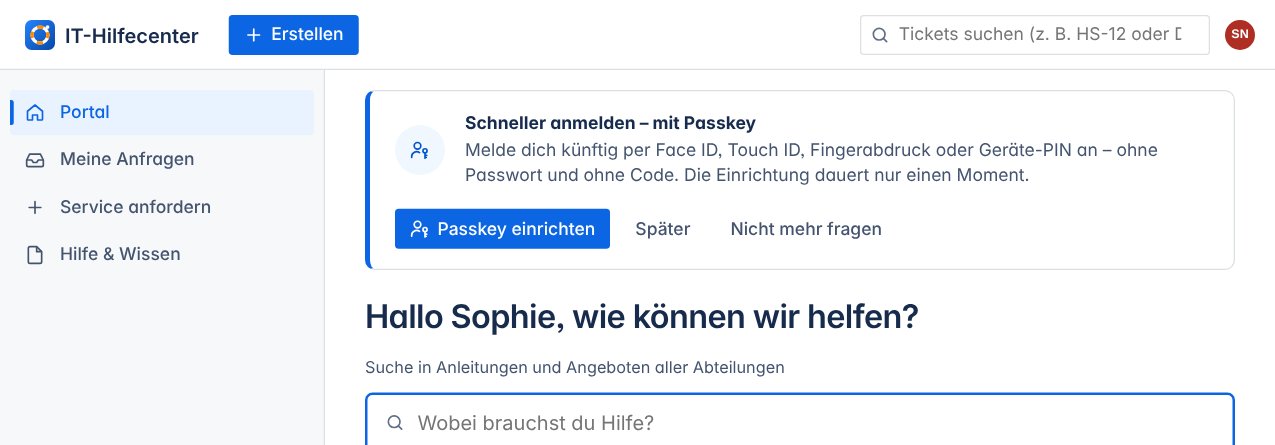 IT-Hilfecenter
Erstellen
Tickets suchen (z. B. HS-12 oder D
SN
Portal
Meine Anfragen
Service anfordern
Hilfe & Wissen
Schneller anmelden – mit Passkey
Melde dich künftig per Face ID, Touch ID, Fingerabdruck oder Geräte-PIN an – ohne
Passwort und ohne Code. Die Einrichtung dauert nur einen Moment.
Passkey einrichten
Später
Nicht mehr fragen
Hallo Sophie, wie können wir helfen?
Suche in Anleitungen und Angeboten aller Abteilungen
Wobei brauchst du Hilfe?